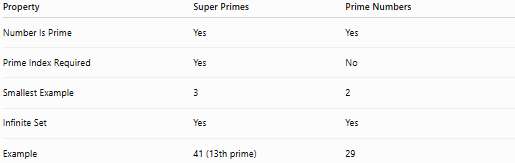 Property Super Primes Prime Numbers
Number Is Prime Yes Yes
Prime Index Required Yes No
Smallest Example 3 2
Infinite Set Yes Yes
Example 41 (13th prime) 29